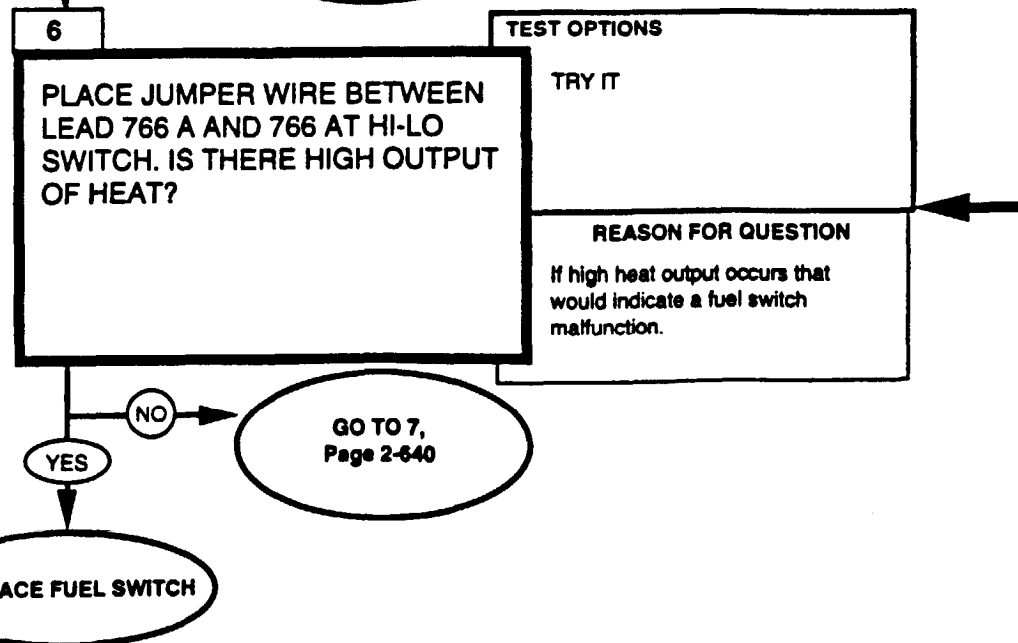 6
PLACE JUMPER WIRE BETWEEN
LEAD 766 A AND 766 AT HI-LO
SWITCH. IS THERE HIGH OUTPUT
OF HEAT?
TEST OPTIONS
TRY IT
REASON FOR QUESTION
If high heat output occurs that
would indicate a fuel switch
malfunction.
NO
GO TO 7,
Page 2-640
YES
ACE FUEL SWITCH